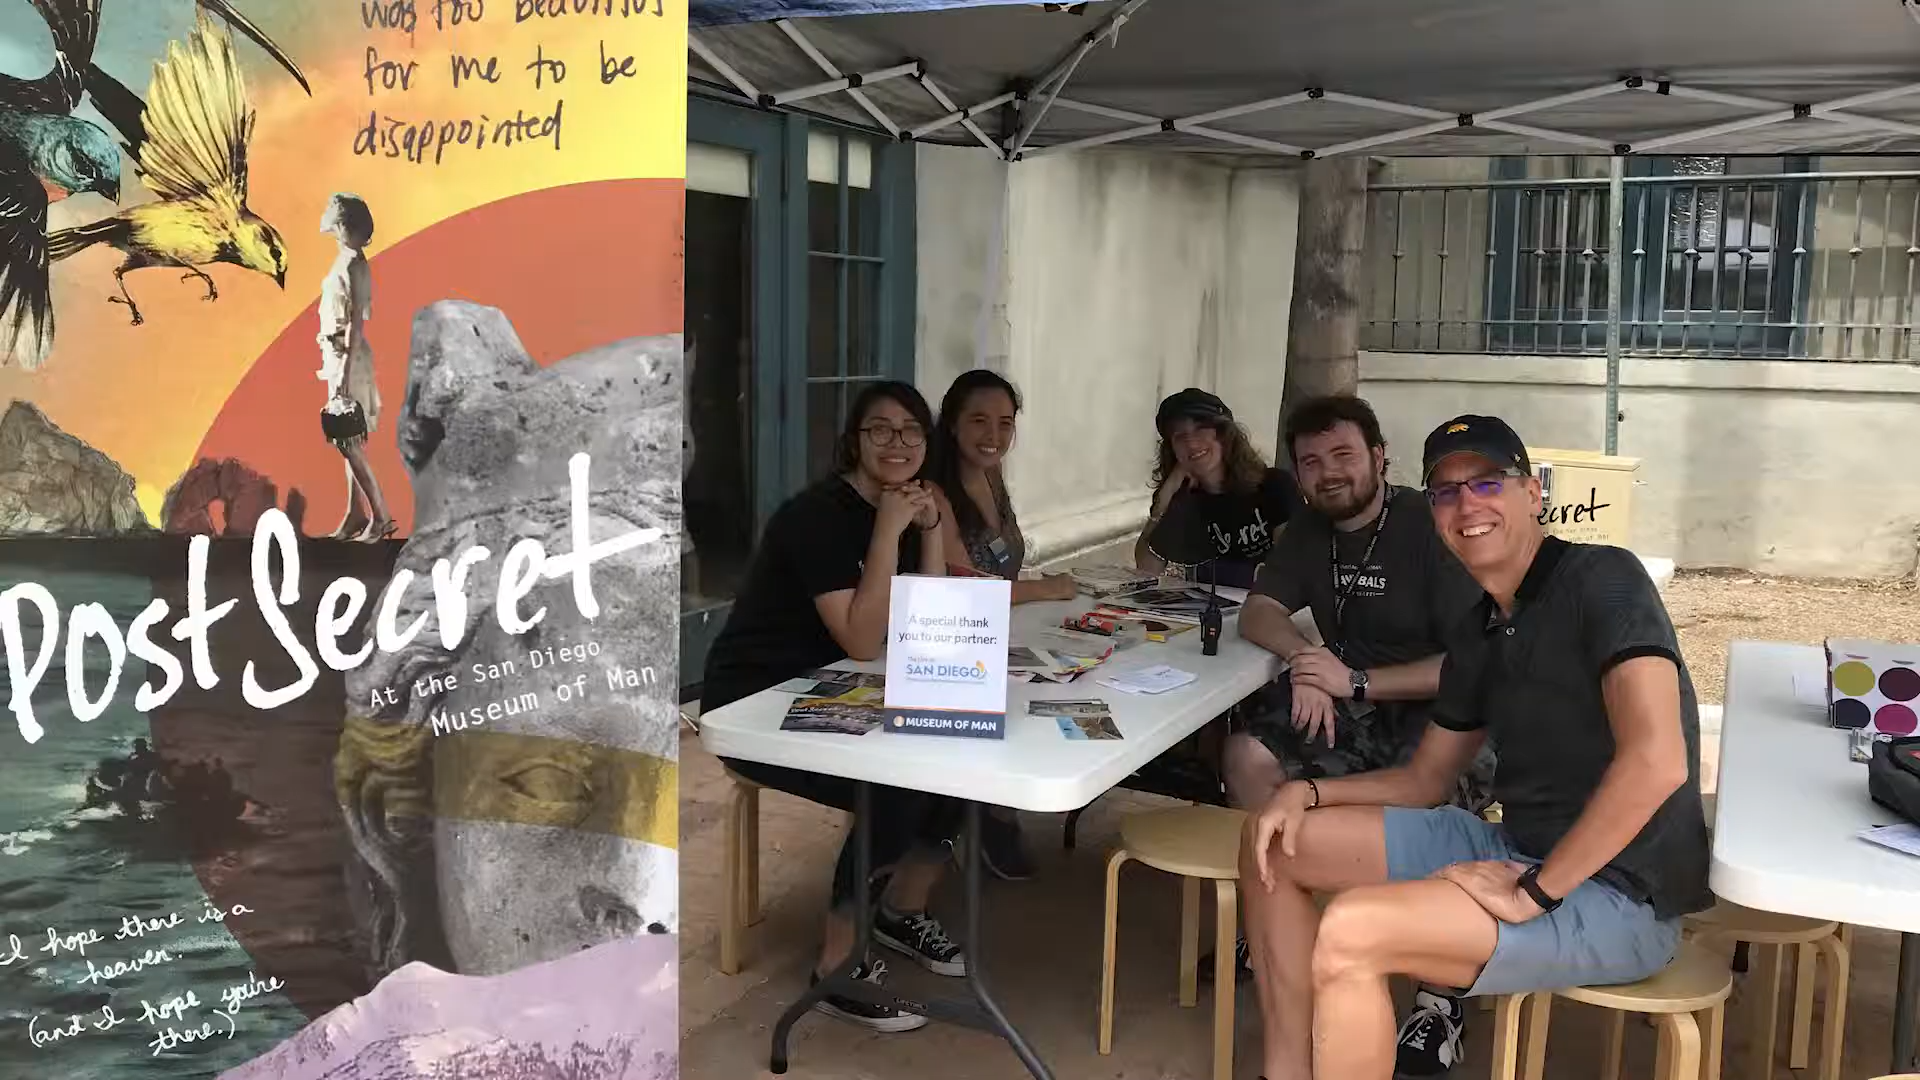 for me to be
disappointed
PostSecret
At the San Diego
Museum of Man
I hope there is a
heaven.
(and I hope you're
there.)
A special thank
you to our partner:
SAN DIEGO
MUSEUM OF MAN
ecret
LIFETIME